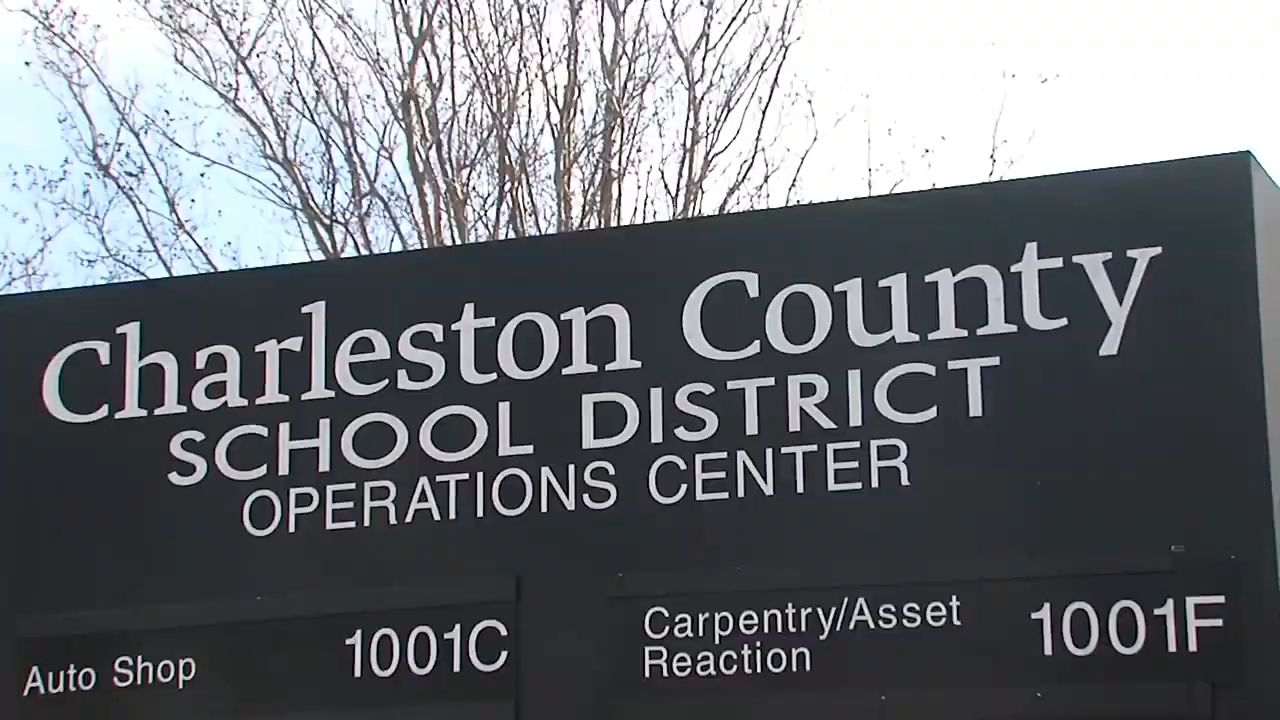 Charleston County
SCHOOL DISTRICT
OPERATIONS CENTER
Auto Shop 1001C
Carpentry/Asset
Reaction 1001F